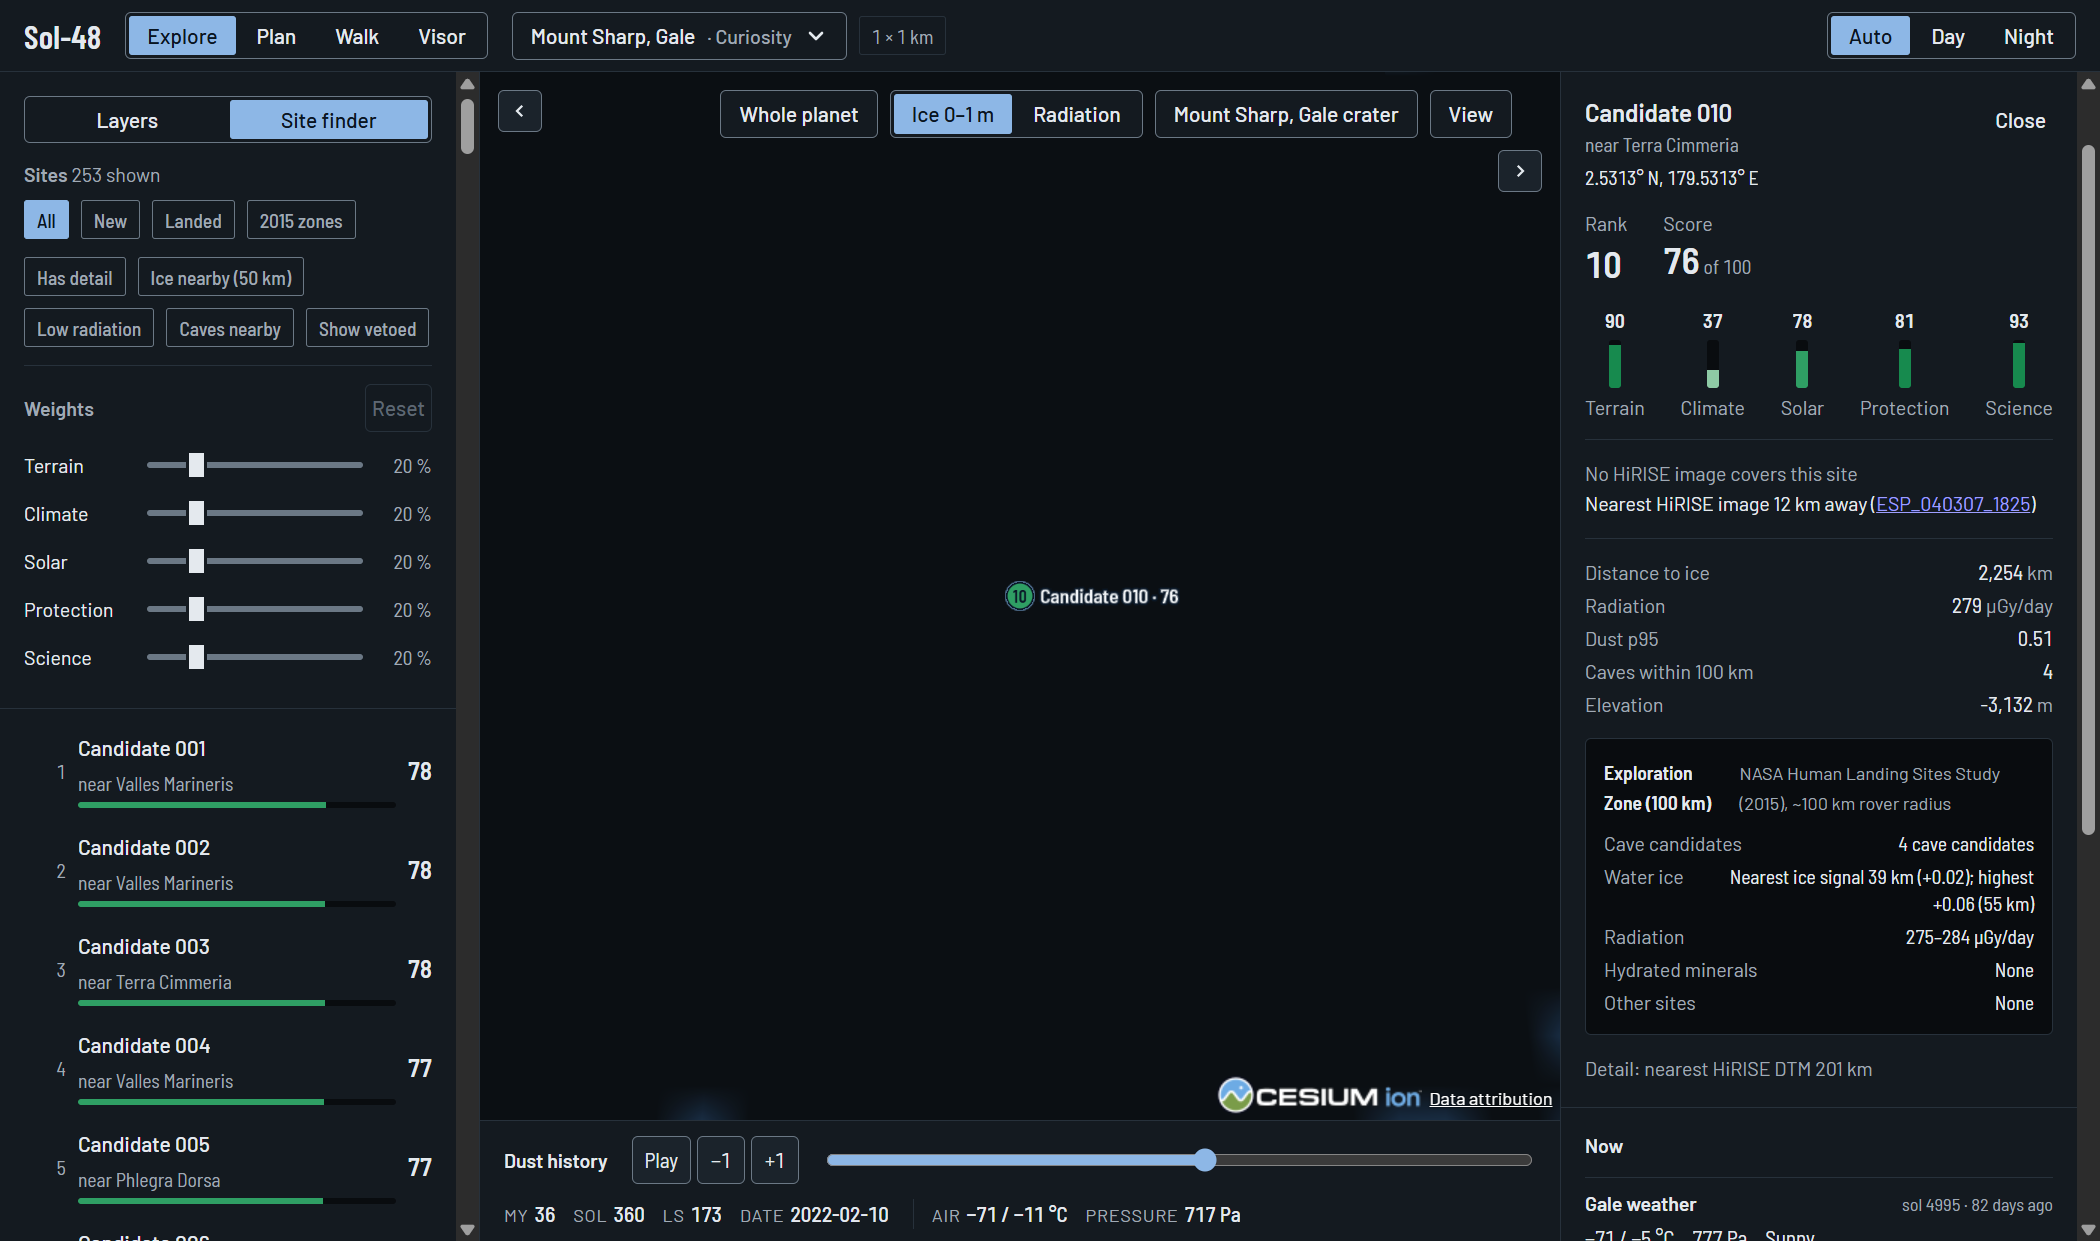 Sol-48
Explore
Plan
Walk
Visor
Mount Sharp, Gale · Curiosity
1 × 1 km
Auto
Day
Night
Layers
Site finder
Sites 253 shown
All
New
Landed
2015 zones
Has detail
Ice nearby (50 km)
Low radiation
Caves nearby
Show vetoed
Weights
Reset
Terrain 20 %
Climate 20 %
Solar 20 %
Protection 20 %
Science 20 %
Candidate 001
1
near Valles Marineris
78
Candidate 002
2
near Valles Marineris
78
Candidate 003
3
near Terra Cimmeria
78
Candidate 004
4
near Valles Marineris
77
Candidate 005
5
near Phlegra Dorsa
77
Whole planet
Ice 0–1 m
Radiation
Mount Sharp, Gale crater
View
10 Candidate 010 · 76
CESIUM ion
Data attribution
Dust history
Play
−1
+1
MY 36 SOL 360 LS 173 DATE 2022-02-10 AIR −71 / −11 °C PRESSURE 717 Pa
Candidate 010
Close
near Terra Cimmeria
2.5313° N, 179.5313° E
Rank Score
10 76 of 100
90 37 78 81 93
Terrain Climate Solar Protection Science
No HiRISE image covers this site
Nearest HiRISE image 12 km away (ESP_040307_1825)
Distance to ice 2,254 km
Radiation 279 µGy/day
Dust p95 0.51
Caves within 100 km 4
Elevation -3,132 m
Exploration Zone (100 km)
NASA Human Landing Sites Study
(2015), ~100 km rover radius
Cave candidates 4 cave candidates
Water ice Nearest ice signal 39 km (+0.02); highest
+0.06 (55 km)
Radiation 275–284 µGy/day
Hydrated minerals None
Other sites None
Detail: nearest HiRISE DTM 201 km
Now
Gale weather sol 4995 · 82 days ago
−71 / −5 °C 777 Pa Sunny